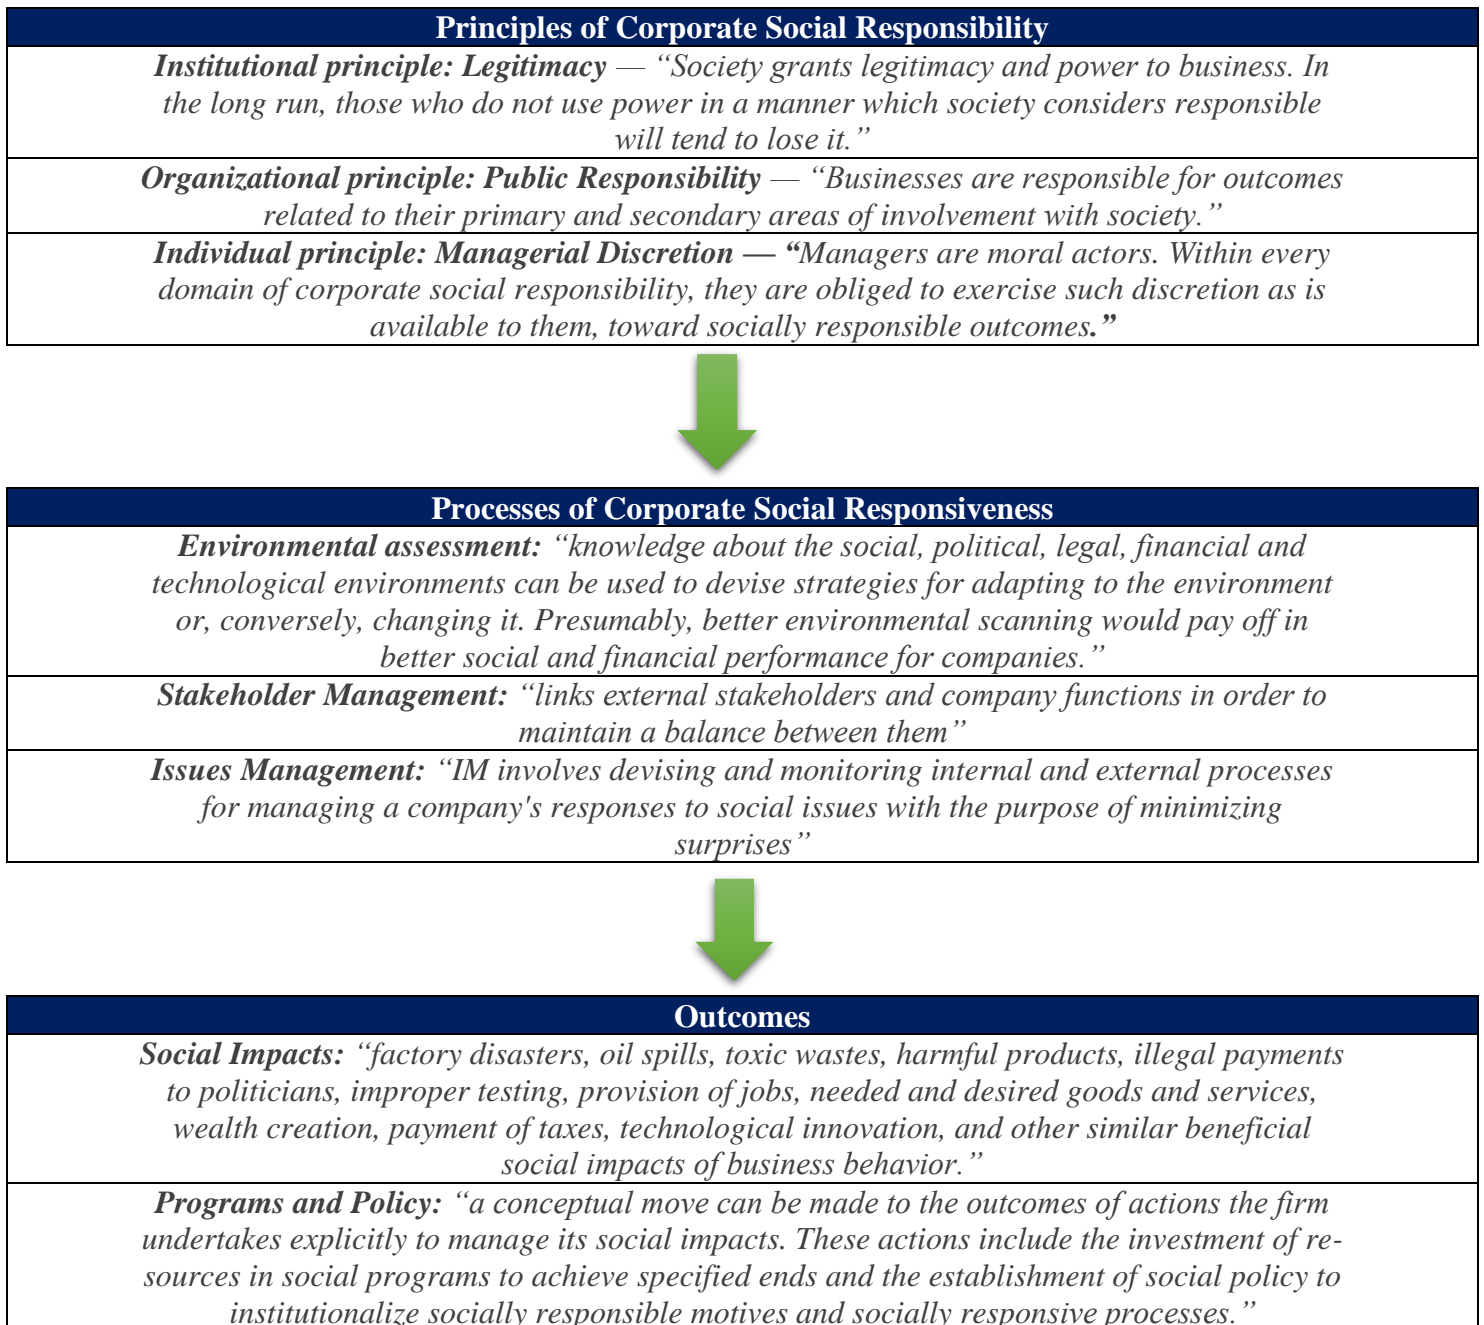 Principles of Corporate Social Responsibility
Institutional principle: Legitimacy — “Society grants legitimacy and power to business. In
the long run, those who do not use power in a manner which society considers responsible
will tend to lose it.”
Organizational principle: Public Responsibility — “Businesses are responsible for outcomes
related to their primary and secondary areas of involvement with society.”
Individual principle: Managerial Discretion — “Managers are moral actors. Within every
domain of corporate social responsibility, they are obliged to exercise such discretion as is
available to them, toward socially responsible outcomes.”
Processes of Corporate Social Responsiveness
Environmental assessment: “knowledge about the social, political, legal, financial and
technological environments can be used to devise strategies for adapting to the environment
or, conversely, changing it. Presumably, better environmental scanning would pay off in
better social and financial performance for companies.”
Stakeholder Management: “links external stakeholders and company functions in order to
maintain a balance between them”
Issues Management: “IM involves devising and monitoring internal and external processes
for managing a company's responses to social issues with the purpose of minimizing
surprises”
Outcomes
Social Impacts: “factory disasters, oil spills, toxic wastes, harmful products, illegal payments
to politicians, improper testing, provision of jobs, needed and desired goods and services,
wealth creation, payment of taxes, technological innovation, and other similar beneficial
social impacts of business behavior.”
Programs and Policy: “a conceptual move can be made to the outcomes of actions the firm
undertakes explicitly to manage its social impacts. These actions include the investment of re-
sources in social programs to achieve specified ends and the establishment of social policy to
institutionalize socially responsible motives and socially responsive processes.”